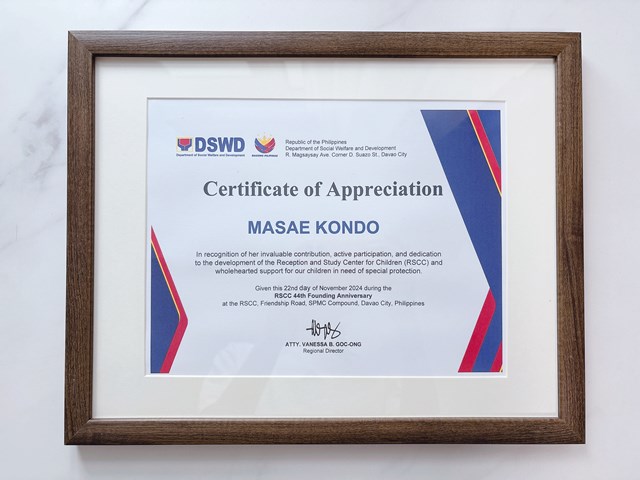 DSWD
Department of Social Welfare and Development
BAGONG PILIPINAS
Republic of the Philippines
Department of Social Welfare and Development
R. Magsaysay Ave. Corner D. Suazo St., Davao City
Certificate of Appreciation
MASAE KONDO
In recognition of her invaluable contribution, active participation, and dedication
to the development of the Reception and Study Center for Children (RSCC) and
wholehearted support for our children in need of special protection.
Given this 22nd day of November 2024 during the
RSCC 44th Founding Anniversary
at the RSCC, Friendship Road, SPMC Compound, Davao City, Philippines
ATTY. VANESSA B. GOC-ONG
Regional Director